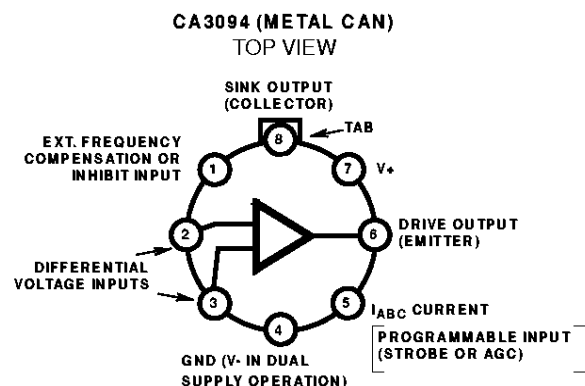 CA3094 (METAL CAN)
TOP VIEW
SINK OUTPUT
(COLLECTOR)
TAB
8
EXT. FREQUENCY
COMPENSATION OR
INHIBIT INPUT
1
7
V+
2
6
DRIVE OUTPUT
(EMITTER)
DIFFERENTIAL
VOLTAGE INPUTS
3
5
IABC CURRENT
PROGRAMMABLE INPUT
(STROBE OR AGC)
4
GND (V- IN DUAL
SUPPLY OPERATION)